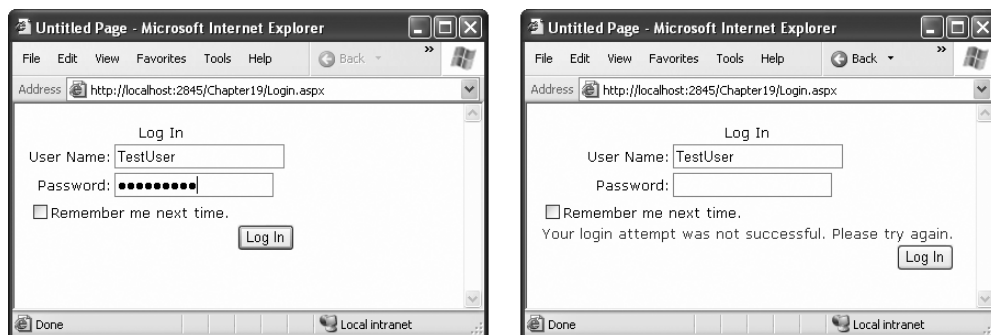 Untitled Page - Microsoft Internet Explorer
File Edit View Favorites Tools Help Back »
Address http://localhost:2845/Chapter19/Login.aspx
Log In
User Name: TestUser
Password: •••••••••
Remember me next time.
Log In
Done Local intranet
Untitled Page - Microsoft Internet Explorer
File Edit View Favorites Tools Help Back »
Address http://localhost:2845/Chapter19/Login.aspx
Log In
User Name: TestUser
Password:
Remember me next time.
Your login attempt was not successful. Please try again.
Log In
Done Local intranet